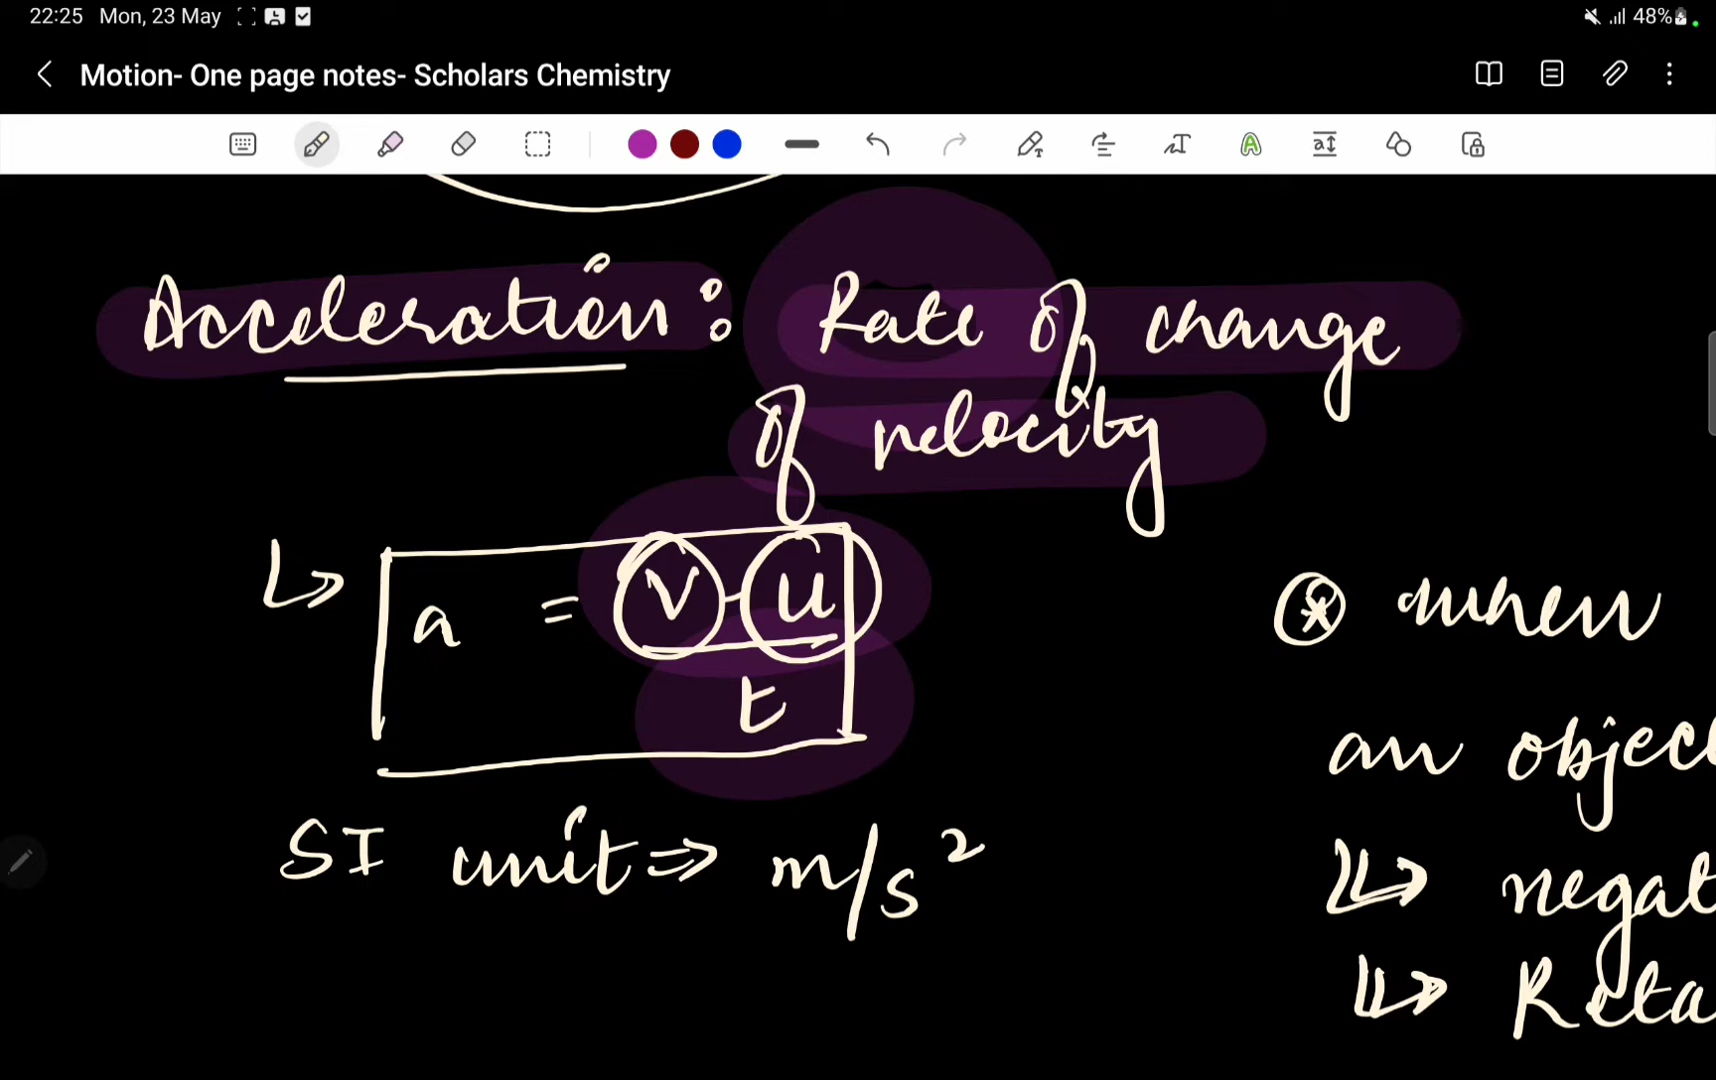 22:25 Mon, 23 May
48%
Motion- One page notes- Scholars Chemistry
Acceleration: Rate of change
of velocity
a = v-u
t
SI unit ⇒ m/s²
when
an objec
negat
Reta